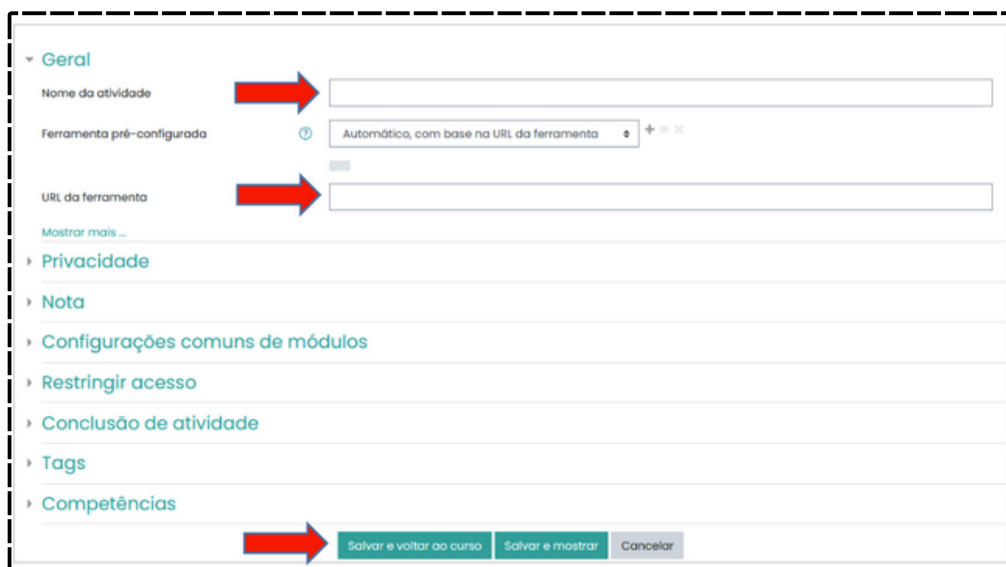 Geral
Nome da atividade
Ferramenta pré-configurada
Automático, com base na URL da ferramenta
URL da ferramenta
Mostrar mais ...
Privacidade
Nota
Configurações comuns de módulos
Restringir acesso
Conclusão de atividade
Tags
Competências
Salvar e voltar ao curso Salvar e mostrar Cancelar